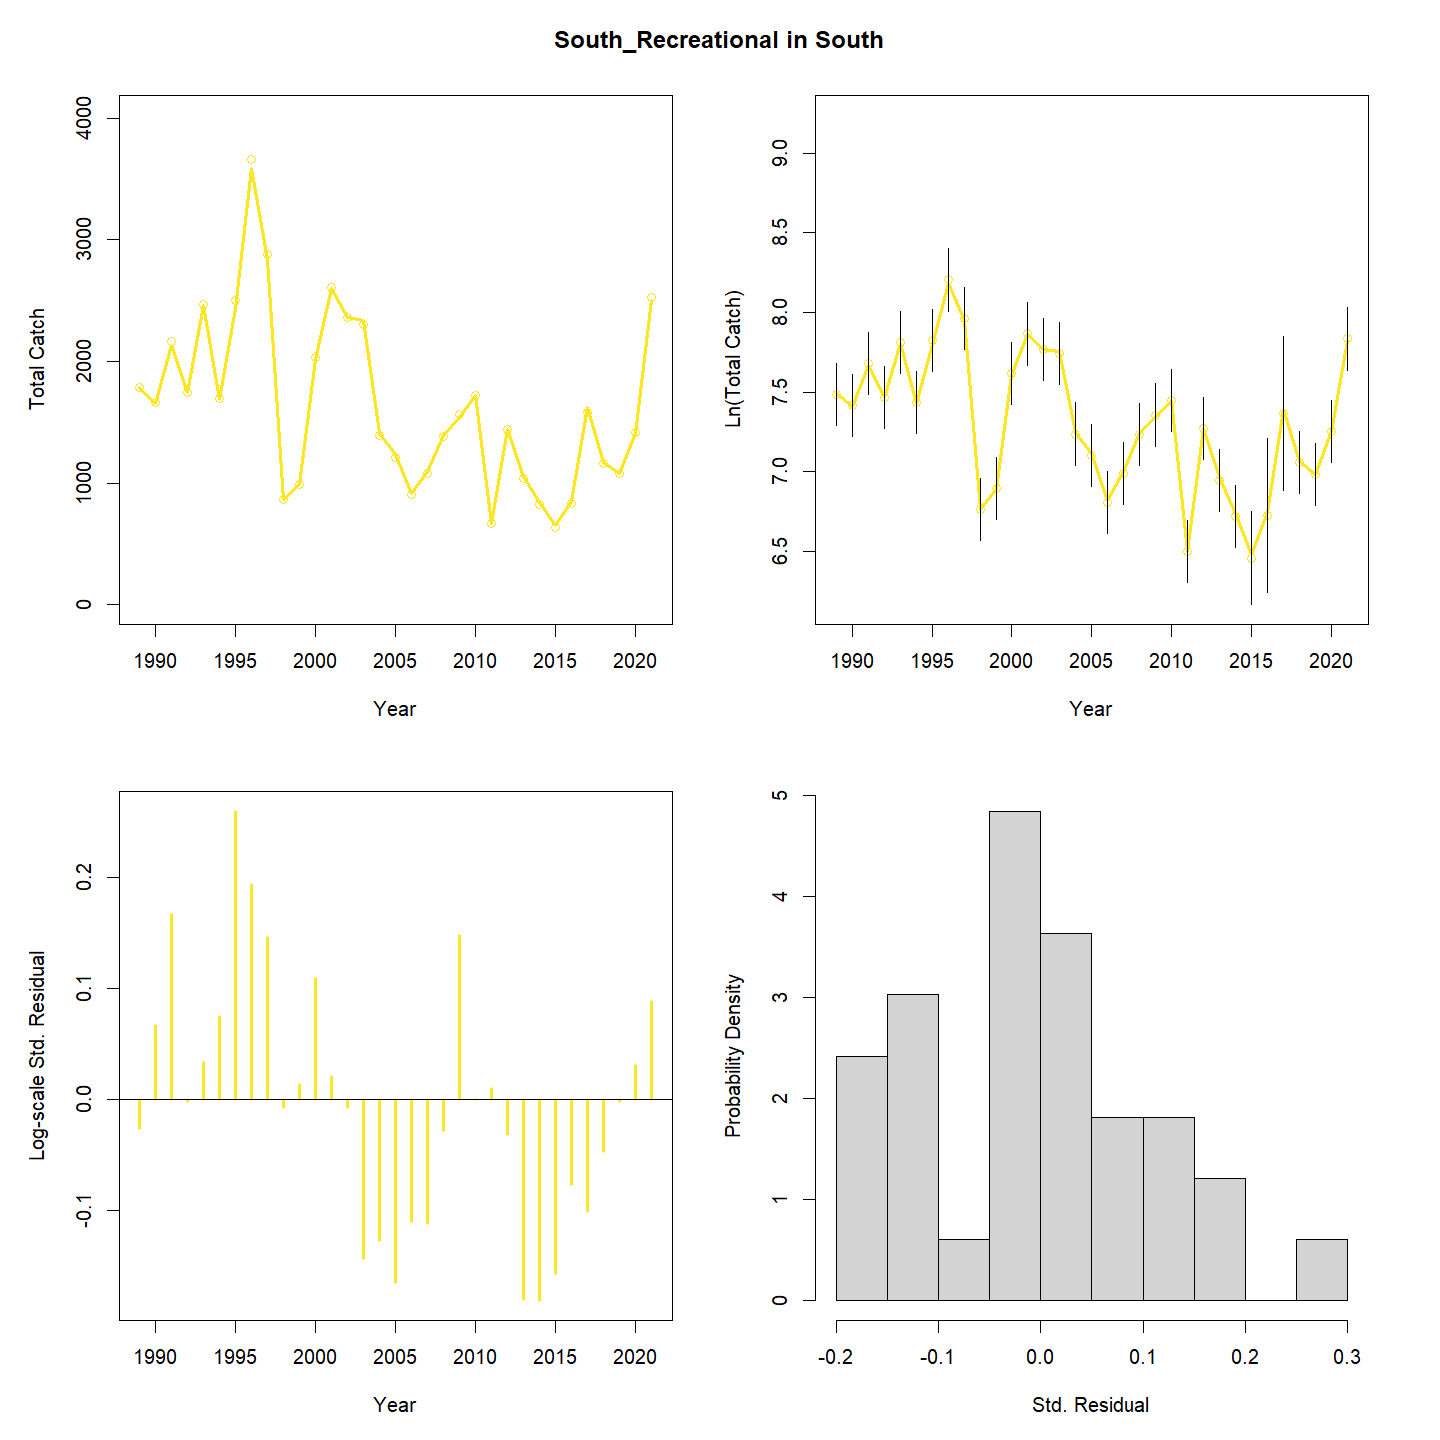 South_Recreational in South
Total Catch
4000
3000
2000
1000
0
1990 1995 2000 2005 2010 2015 2020
Year
Ln(Total Catch)
9.0
8.5
8.0
7.5
7.0
6.5
1990 1995 2000 2005 2010 2015 2020
Year
Log-scale Std. Residual
0.2
0.1
0.0
-0.1
1990 1995 2000 2005 2010 2015 2020
Year
Probability Density
5
4
3
2
1
0
-0.2 -0.1 0.0 0.1 0.2 0.3
Std. Residual